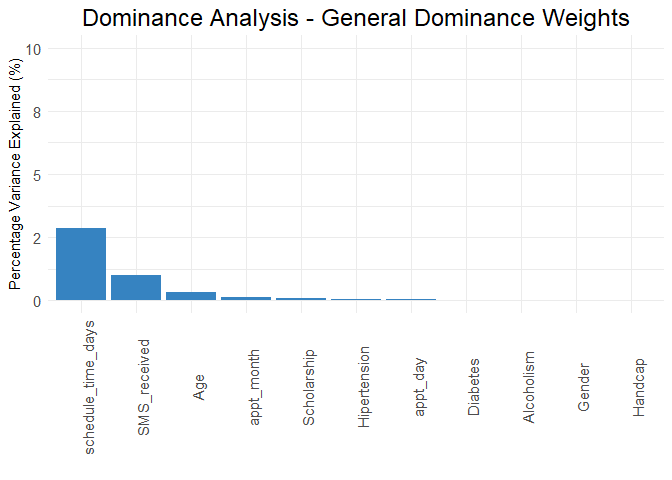 Dominance Analysis - General Dominance Weights
Percentage Variance Explained (%)
10
8
5
2
0
schedule_time_days
SMS_received
Age
appt_month
Scholarship
Hipertension
appt_day
Diabetes
Alcoholism
Gender
Handcap